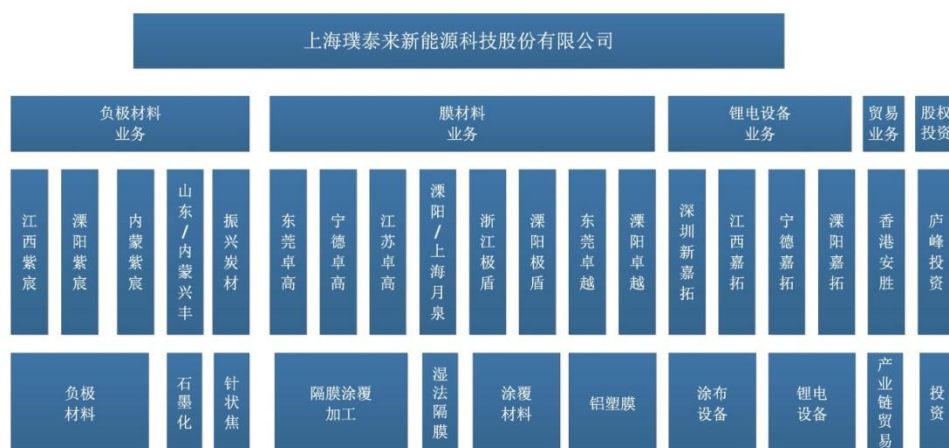 上海璞泰来新能源科技股份有限公司
负极材料
业务
膜材料
业务
锂电设备
业务
贸易
业务
股权
投资
江西紫宸
溧阳紫宸
内蒙紫宸
山东/内蒙兴丰
振兴炭材
东莞卓高
宁德卓高
江苏卓高
溧阳/上海月泉
浙江极盾
溧阳极盾
东莞卓越
溧阳卓越
深圳新嘉拓
江西嘉拓
宁德嘉拓
溧阳嘉拓
香港安胜
庐峰投资
负极
材料
石墨化
针状焦
隔膜涂覆
加工
湿法隔膜
涂覆
材料
铝塑膜
涂布
设备
锂电
设备
产业链贸易
投资